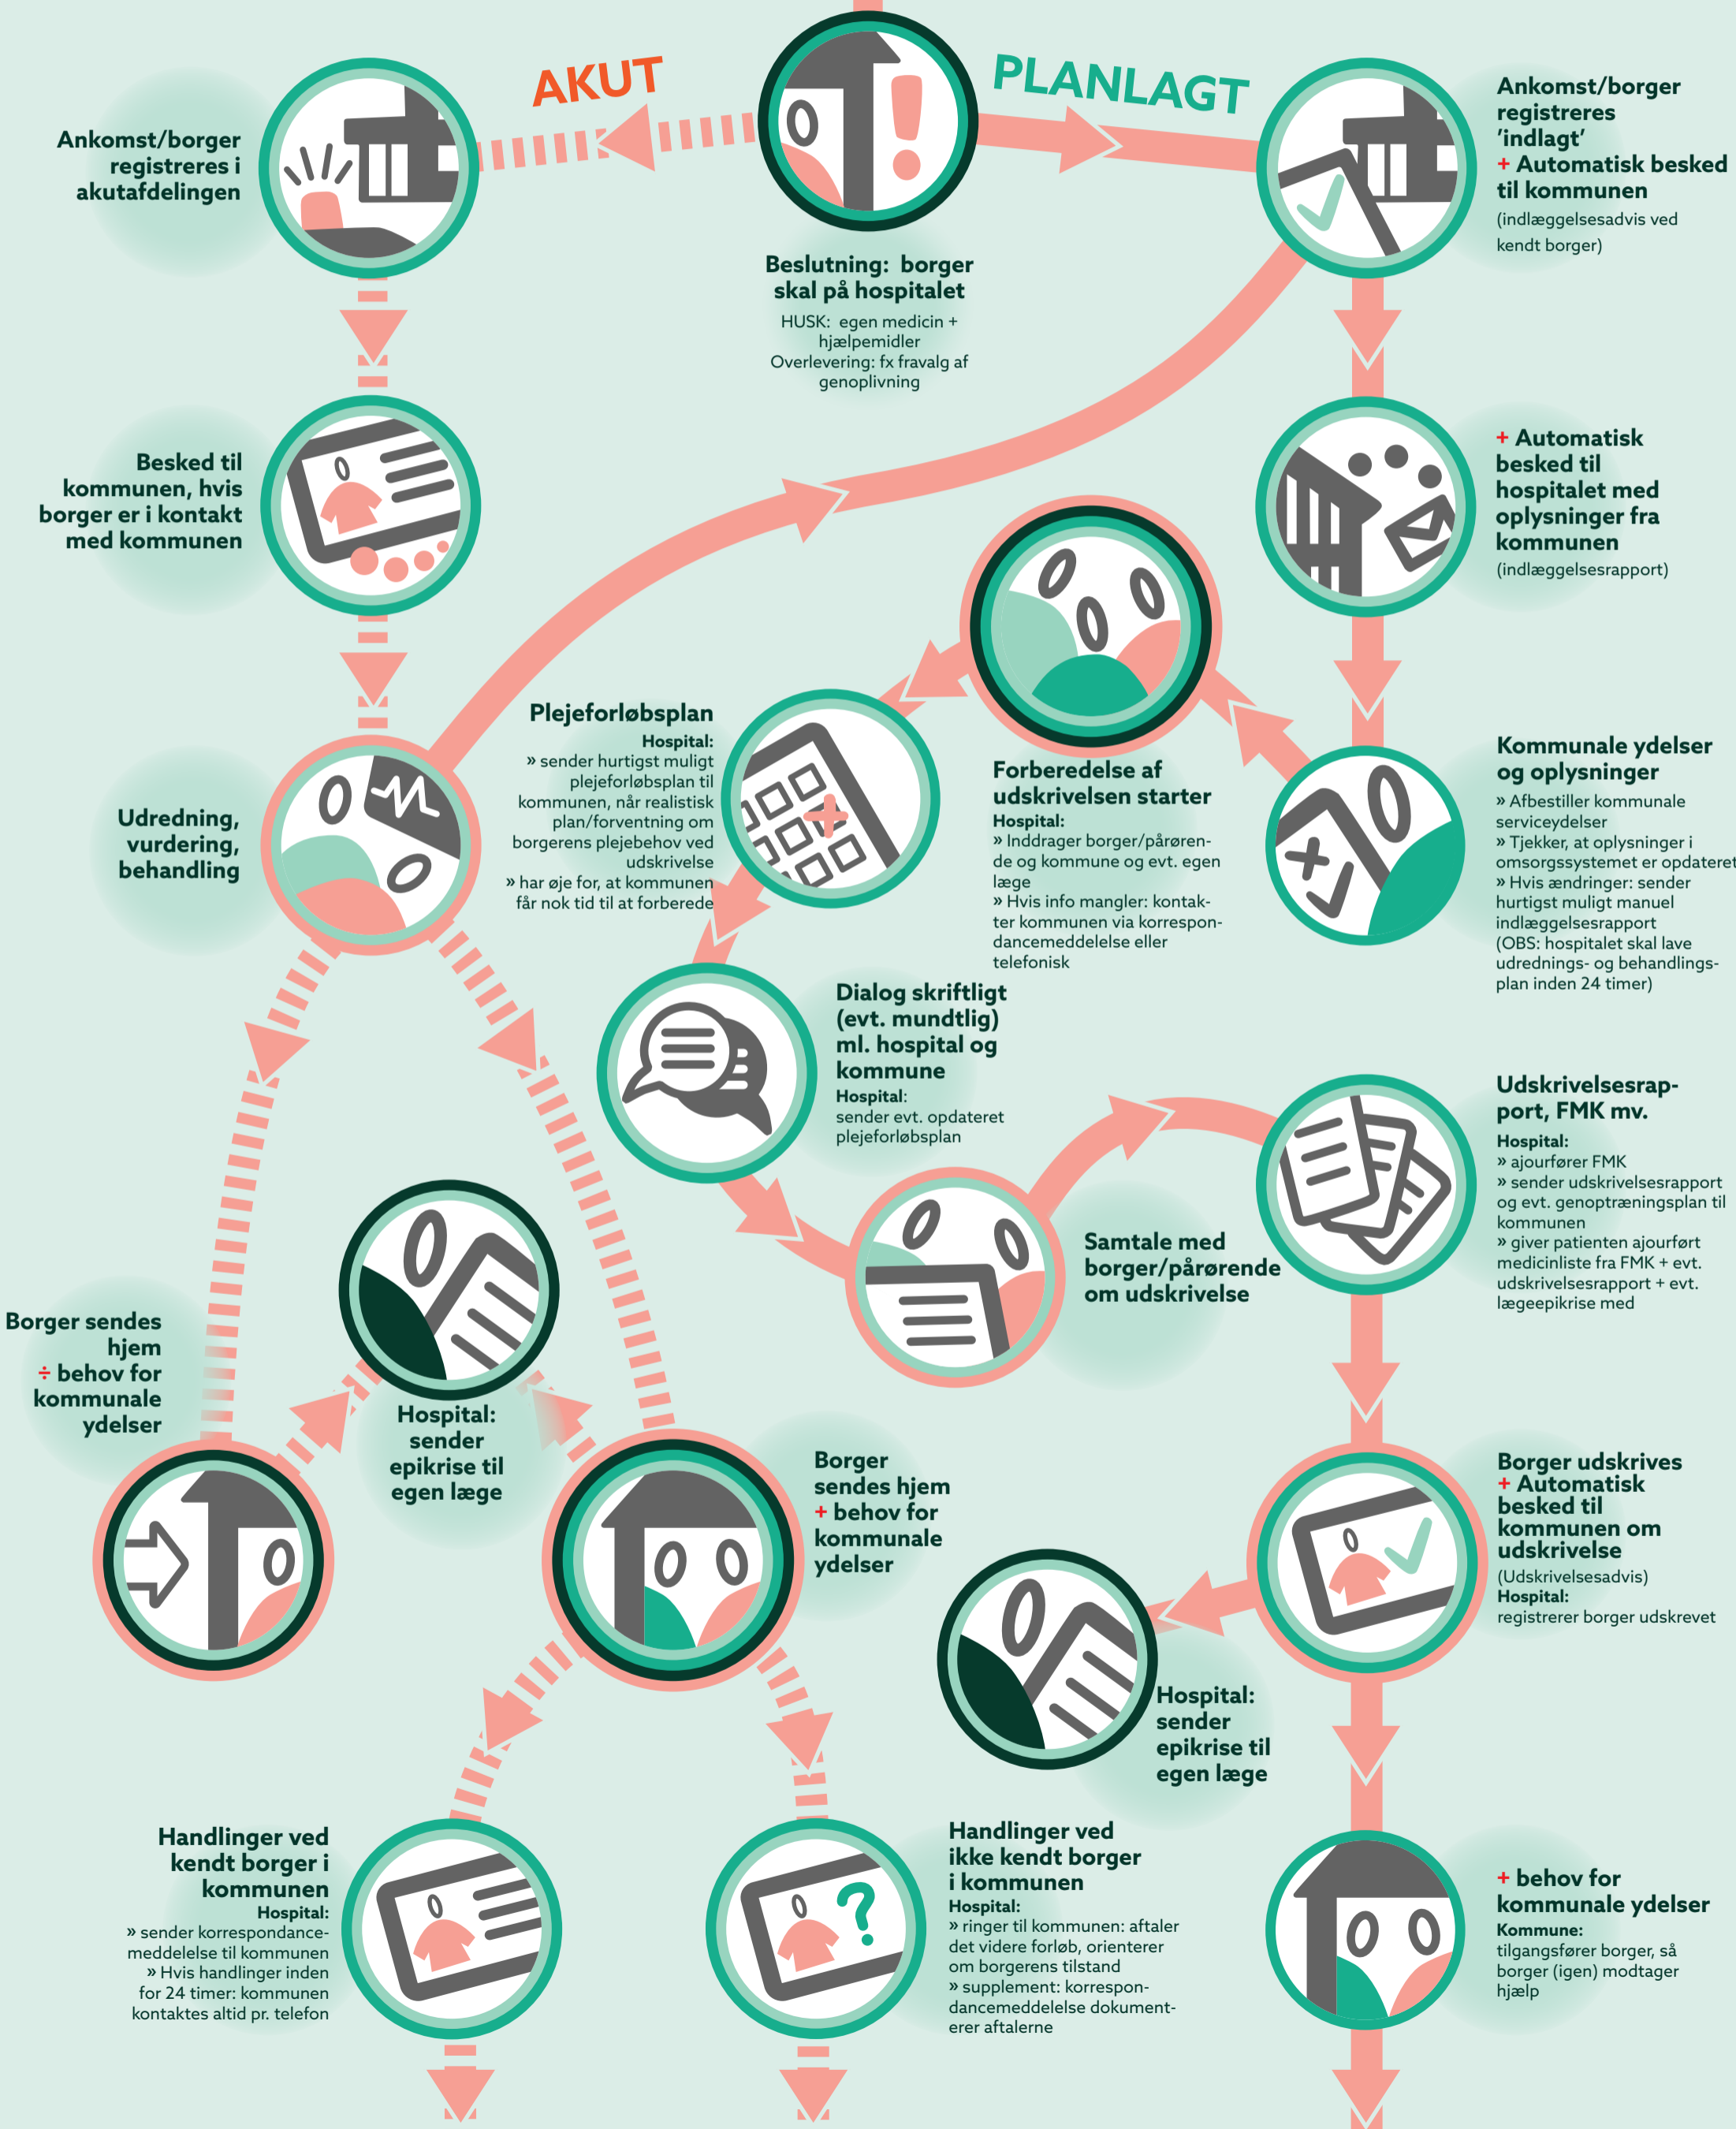 AKUT
PLANLAGT
Ankomst/borger
registreres i
akutafdelingen
Beslutning: borger
skal på hospitalet
HUSK: egen medicin +
hjælpemidler
Overlevering: fx fravalg af
genoplivning
Ankomst/borger
registreres
'indlagt'
+ Automatisk besked
til kommunen
(indlæggelsesadvis ved
kendt borger)
Besked til
kommunen, hvis
borger er i kontakt
med kommunen
+ Automatisk
besked til
hospitalet med
oplysninger fra
kommunen
(indlæggelsesrapport)
Udredning,
vurdering,
behandling
Plejeforløbsplan
Hospital:
» sender hurtigst muligt
plejeforløbsplan til
kommunen, når realistisk
plan/forventning om
borgerens plejebehov ved
udskrivelse
» har øje for, at kommunen
får nok tid til at forberede
Forberedelse af
udskrivelsen starter
Hospital:
» Inddrager borger/pårøren-
de og kommune og evt. egen
læge
» Hvis info mangler: kontak-
ter kommunen via korrespon-
dancemeddelelse eller
telefonisk
Kommunale ydelser
og oplysninger
» Afbestiller kommunale
serviceydelser
» Tjekker, at oplysninger i
omsorgssystemet er opdateret
» Hvis ændringer: sender
hurtigst muligt manuel
indlæggelsesrapport
(OBS: hospitalet skal lave
udrednings- og behandlings-
plan inden 24 timer)
Dialog skriftligt
(evt. mundtlig)
ml. hospital og
kommune
Hospital:
sender evt. opdateret
plejeforløbsplan
Samtale med
borger/pårørende
om udskrivelse
Udskrivelsesrap-
port, FMK mv.
Hospital:
» ajourfører FMK
» sender udskrivelsesrapport
og evt. genoptræningsplan til
kommunen
» giver patienten ajourført
medicinliste fra FMK + evt.
udskrivelsesrapport + evt.
lægeepikrise med
Borger sendes
hjem
÷ behov for
kommunale
ydelser
Hospital:
sender
epikrise til
egen læge
Borger
sendes hjem
+ behov for
kommunale
ydelser
Borger udskrives
+ Automatisk
besked til
kommunen om
udskrivelse
(Udskrivelsesadvis)
Hospital:
registrerer borger udskrevet
Hospital:
sender
epikrise til
egen læge
Handlinger ved
kendt borger i
kommunen
Hospital:
» sender korrespondance-
meddelelse til kommunen
» Hvis handlinger inden
for 24 timer: kommunen
kontaktes altid pr. telefon
Handlinger ved
ikke kendt borger
i kommunen
Hospital:
» ringer til kommunen: aftaler
det videre forløb, orienterer
om borgerens tilstand
» supplement: korrespon-
dancemeddelelse dokument-
erer aftalerne
+ behov for
kommunale ydelser
Kommune:
tilgangsfører borger, så
borger (igen) modtager
hjælp